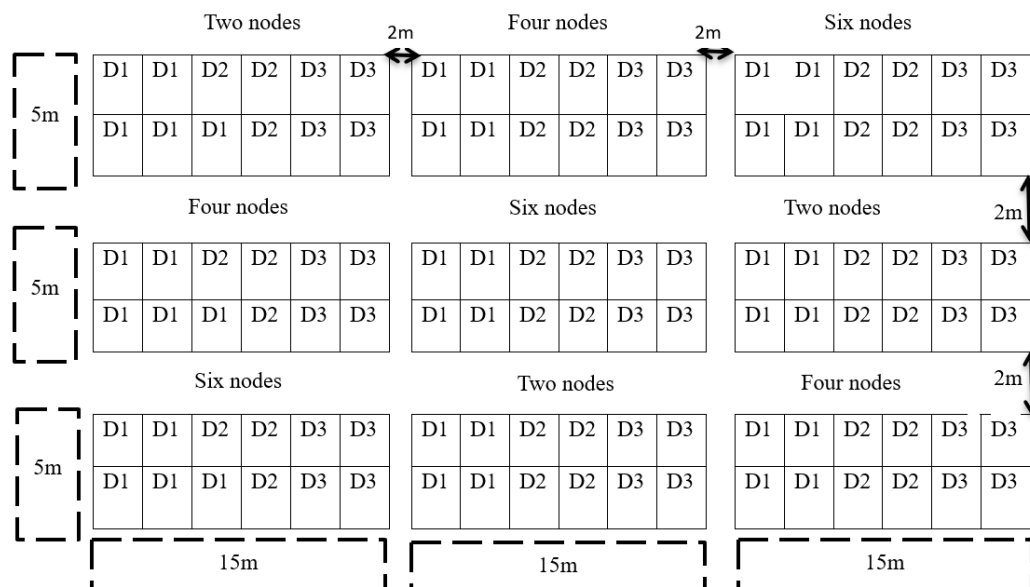 Two nodes 2m Four nodes 2m Six nodes
D1 D1 D2 D2 D3 D3 D1 D1 D2 D2 D3 D3 D1 D1 D2 D2 D3 D3
5m
D1 D1 D1 D2 D3 D3 D1 D1 D2 D2 D3 D3 D1 D1 D2 D2 D3 D3
Four nodes Six nodes Two nodes 2m
D1 D1 D2 D2 D3 D3 D1 D1 D2 D2 D3 D3 D1 D1 D2 D2 D3 D3
5m
D1 D1 D1 D2 D3 D3 D1 D1 D2 D2 D3 D3 D1 D1 D2 D2 D3 D3
Six nodes Two nodes Four nodes 2m
D1 D1 D2 D2 D3 D3 D1 D1 D2 D2 D3 D3 D1 D1 D2 D2 D3 D3
5m
D1 D1 D1 D2 D3 D3 D1 D1 D2 D2 D3 D3 D1 D1 D2 D2 D3 D3
15m 15m 15m